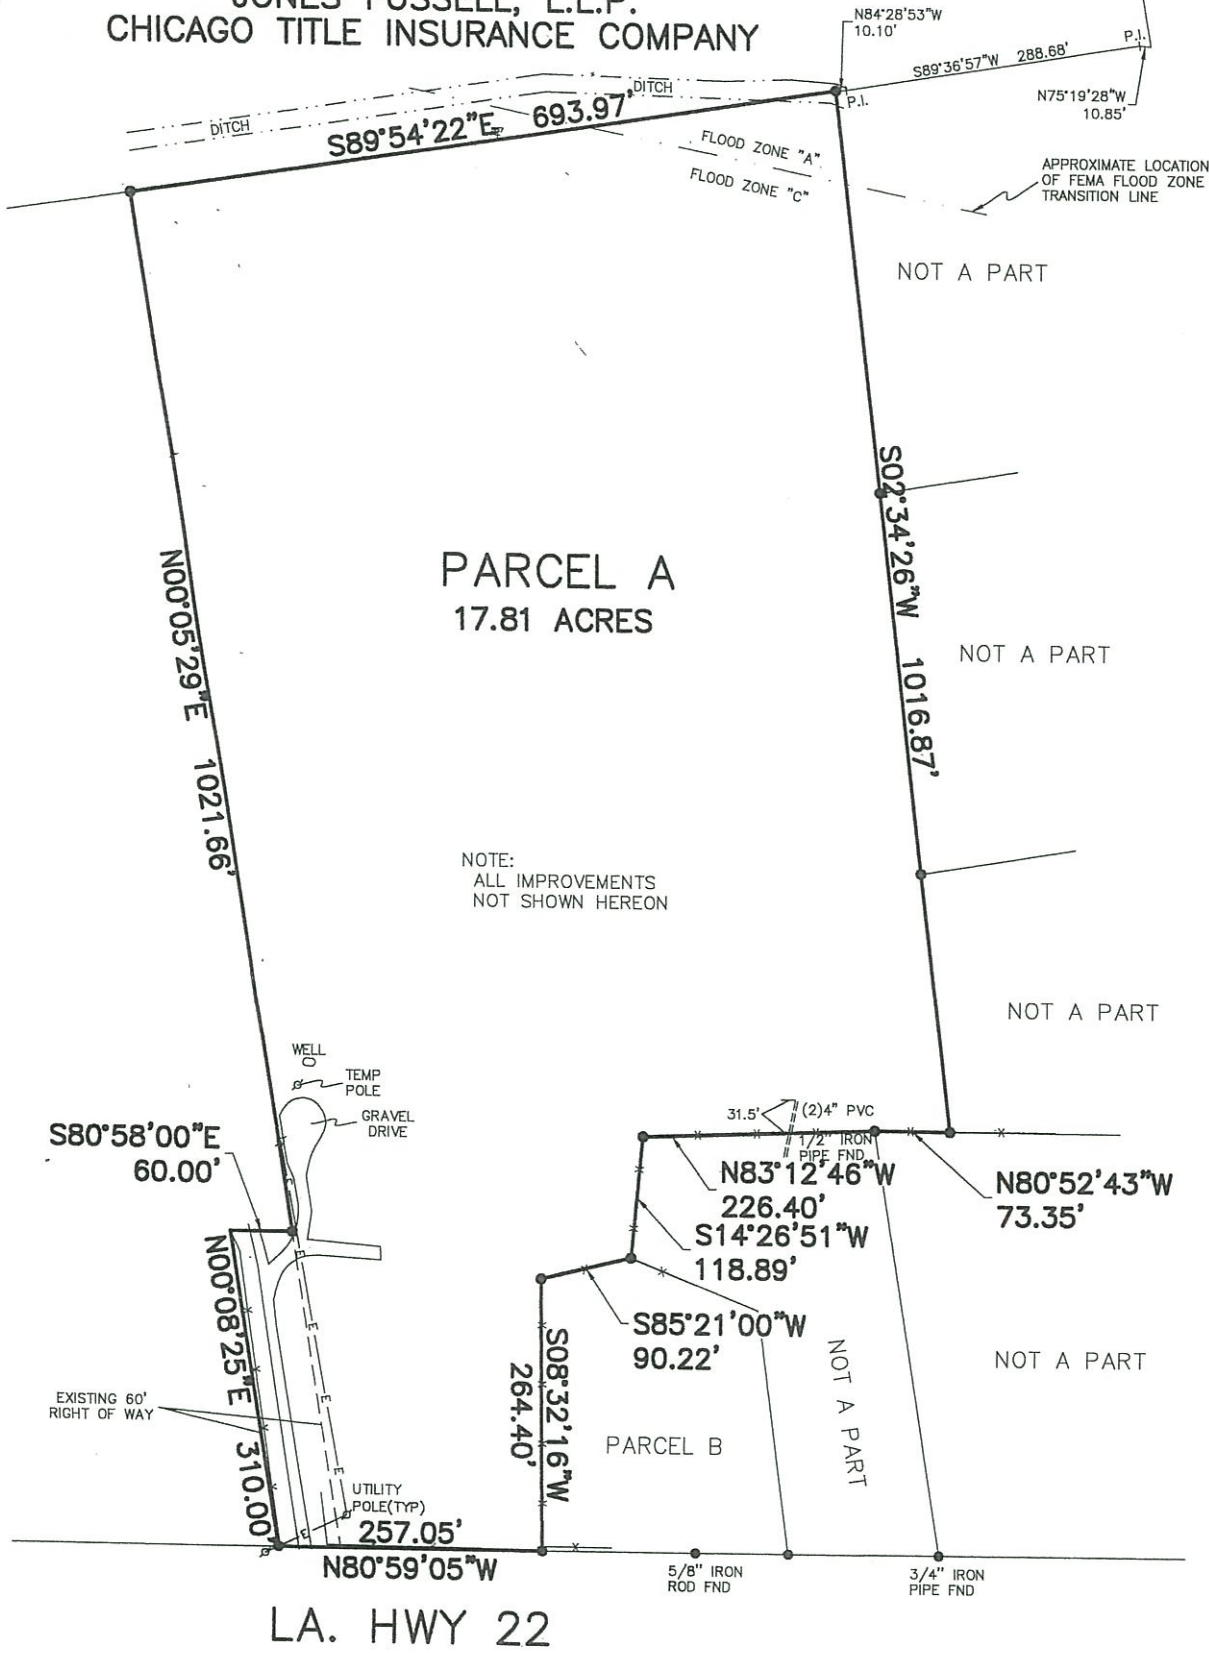 JONES FUSSELL, L.L.P.
CHICAGO TITLE INSURANCE COMPANY
N84°28'53"W
10.10'
S89°36'57"W 288.68'
P.I.
N75°19'28"W
10.85'
DITCH
DITCH
S89°54'22"E 693.97'
P.I.
FLOOD ZONE "A"
FLOOD ZONE "C"
APPROXIMATE LOCATION
OF FEMA FLOOD ZONE
TRANSITION LINE
NOT A PART
S02°34'26"W 1016.87'
PARCEL A
17.81 ACRES
N00°05'29"E 1021.66'
NOT A PART
NOTE:
ALL IMPROVEMENTS
NOT SHOWN HEREON
NOT A PART
WELL
TEMP
POLE
GRAVEL
DRIVE
S80°58'00"E
60.00'
31.5'
(2)4" PVC
1/2" IRON
PIPE FND
N83°12'46"W
226.40'
N80°52'43"W
73.35'
S14°26'51"W
118.89'
S85°21'00"W
90.22'
N00°08'25"E 310.00'
EXISTING 60'
RIGHT OF WAY
E
E
E
E
E
E
S08°32'16"W
264.40'
NOT A PART
NOT A PART
PARCEL B
UTILITY
POLE(TYP)
257.05'
N80°59'05"W
5/8" IRON
ROD FND
3/4" IRON
PIPE FND
LA. HWY 22